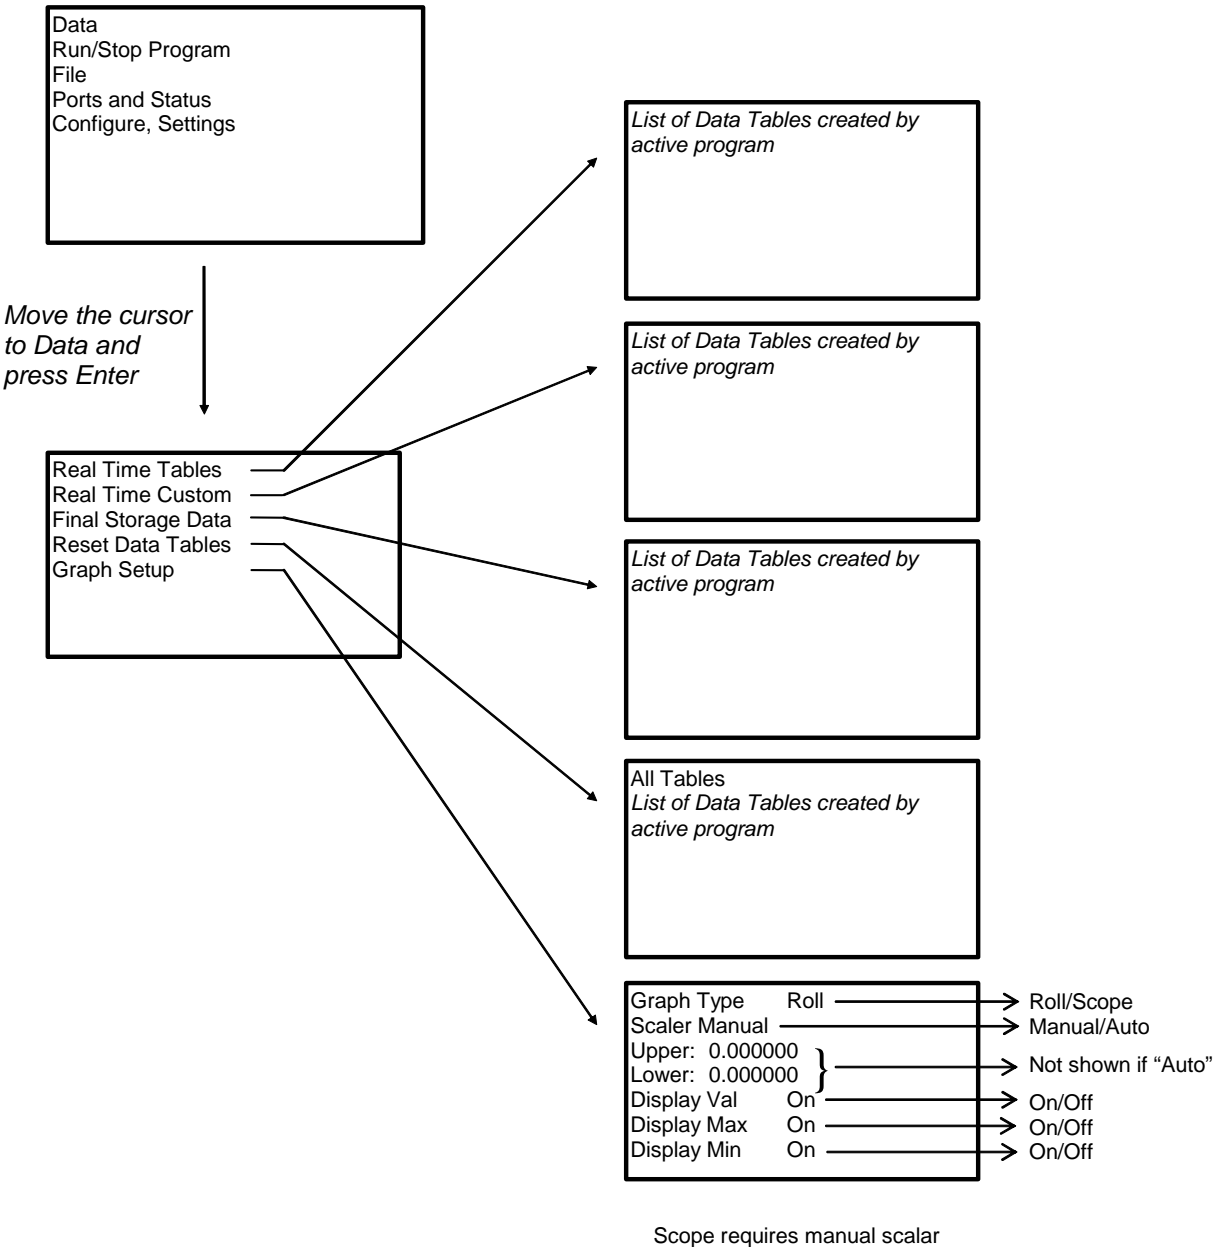 Data
Run/Stop Program
File
Ports and Status
Configure, Settings
Move the cursor
to Data and
press Enter
Real Time Tables
Real Time Custom
Final Storage Data
Reset Data Tables
Graph Setup
List of Data Tables created by
active program
List of Data Tables created by
active program
List of Data Tables created by
active program
All Tables
List of Data Tables created by
active program
Graph Type Roll Roll/Scope
Scaler Manual Manual/Auto
Upper: 0.000000
Lower: 0.000000
} Not shown if “Auto”
Display Val On On/Off
Display Max On On/Off
Display Min On On/Off
Scope requires manual scalar